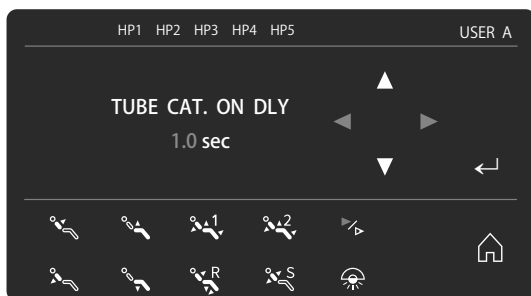 HP1 HP2 HP3 HP4 HP5 USER A
TUBE CAT. ON DLY
1.0 sec
1 2
R S